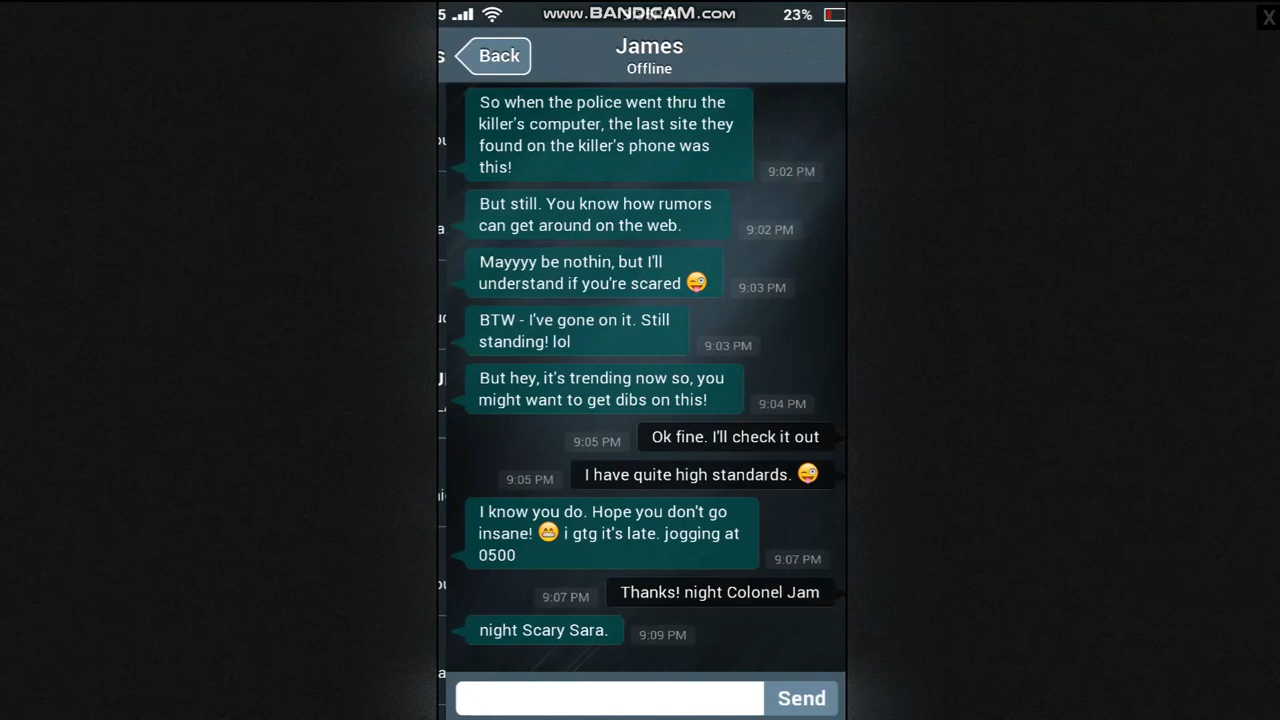 5
www.BANDICAM.com
23%
X
s
Back
James
Offline
So when the police went thru the
killer's computer, the last site they
found on the killer's phone was
this!
9:02 PM
But still. You know how rumors
can get around on the web.
9:02 PM
Mayyyy be nothin, but I'll
understand if you're scared 😜
9:03 PM
BTW - I've gone on it. Still
standing! lol
9:03 PM
But hey, it's trending now so, you
might want to get dibs on this!
9:04 PM
9:05 PM
Ok fine. I'll check it out
9:05 PM
I have quite high standards. 😜
I know you do. Hope you don't go
insane! 😁 i gtg it's late. jogging at
0500
9:07 PM
9:07 PM
Thanks! night Colonel Jam
night Scary Sara.
9:09 PM
Send